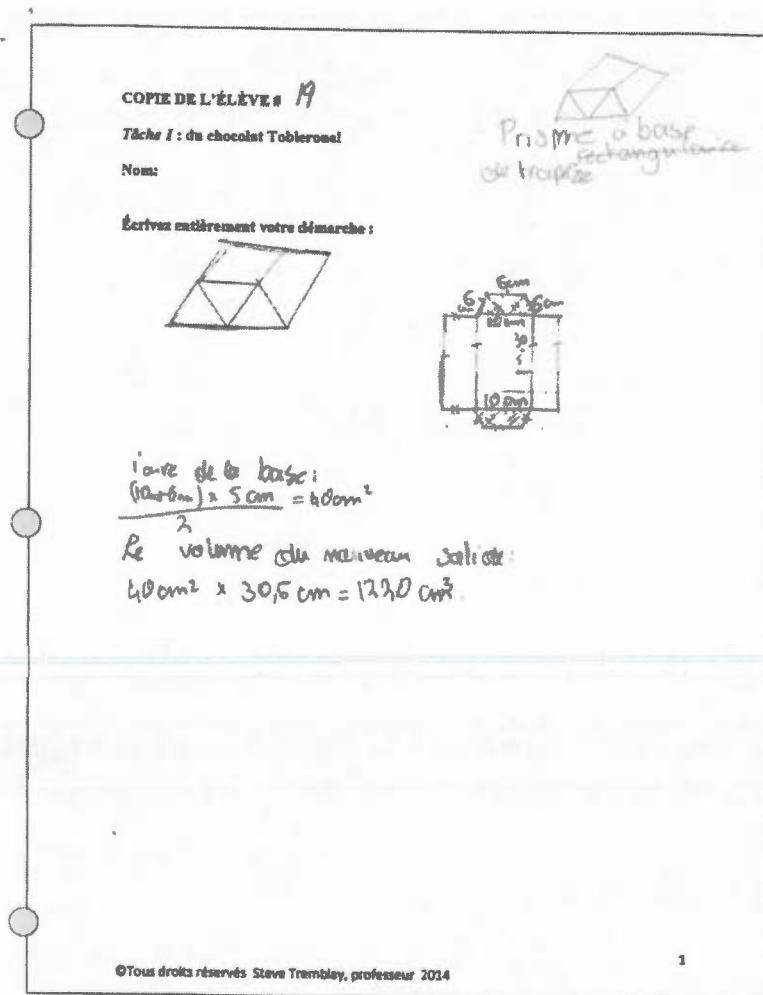 COPIE DE L'ÉLÈVE # 19
Tâche 1 : du chocolat Toblerone!
Nom:
Prisme à base
rectangulaire
de trapèze
Écrivez entièrement votre démarche :
6cm
6 cm
6cm
10 cm
30
10 cm
l'aire de la base:
(10cm+6cm) x 5 cm = 40cm²
2
Le volume du nouveau solide:
40cm² x 30,5 cm = 1220 cm³
©Tous droits réservés Steve Tremblay, professeur 2014
1